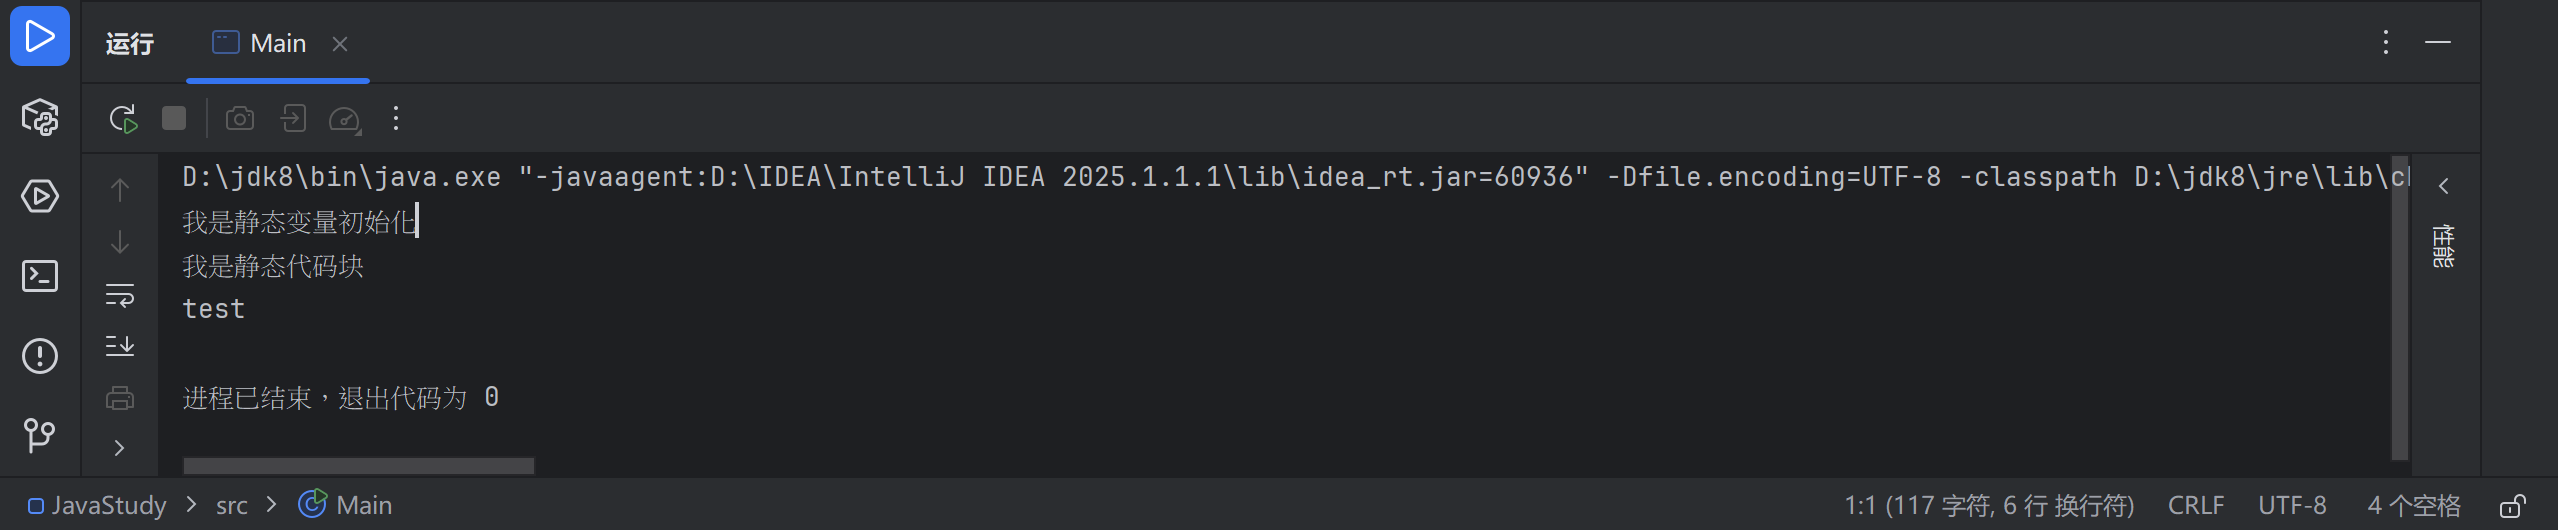 运行 Main
D:\jdk8\bin\java.exe "-javaagent:D:\IDEA\IntelliJ IDEA 2025.1.1.1\lib\idea_rt.jar=60936" -Dfile.encoding=UTF-8 -classpath D:\jdk8\jre\lib\c
我是静态变量初始化
我是静态代码块
test
进程已结束，退出代码为 0
性能
JavaStudy > src > Main 1:1 (117 字符, 6 行 换行符) CRLF UTF-8 4 个空格